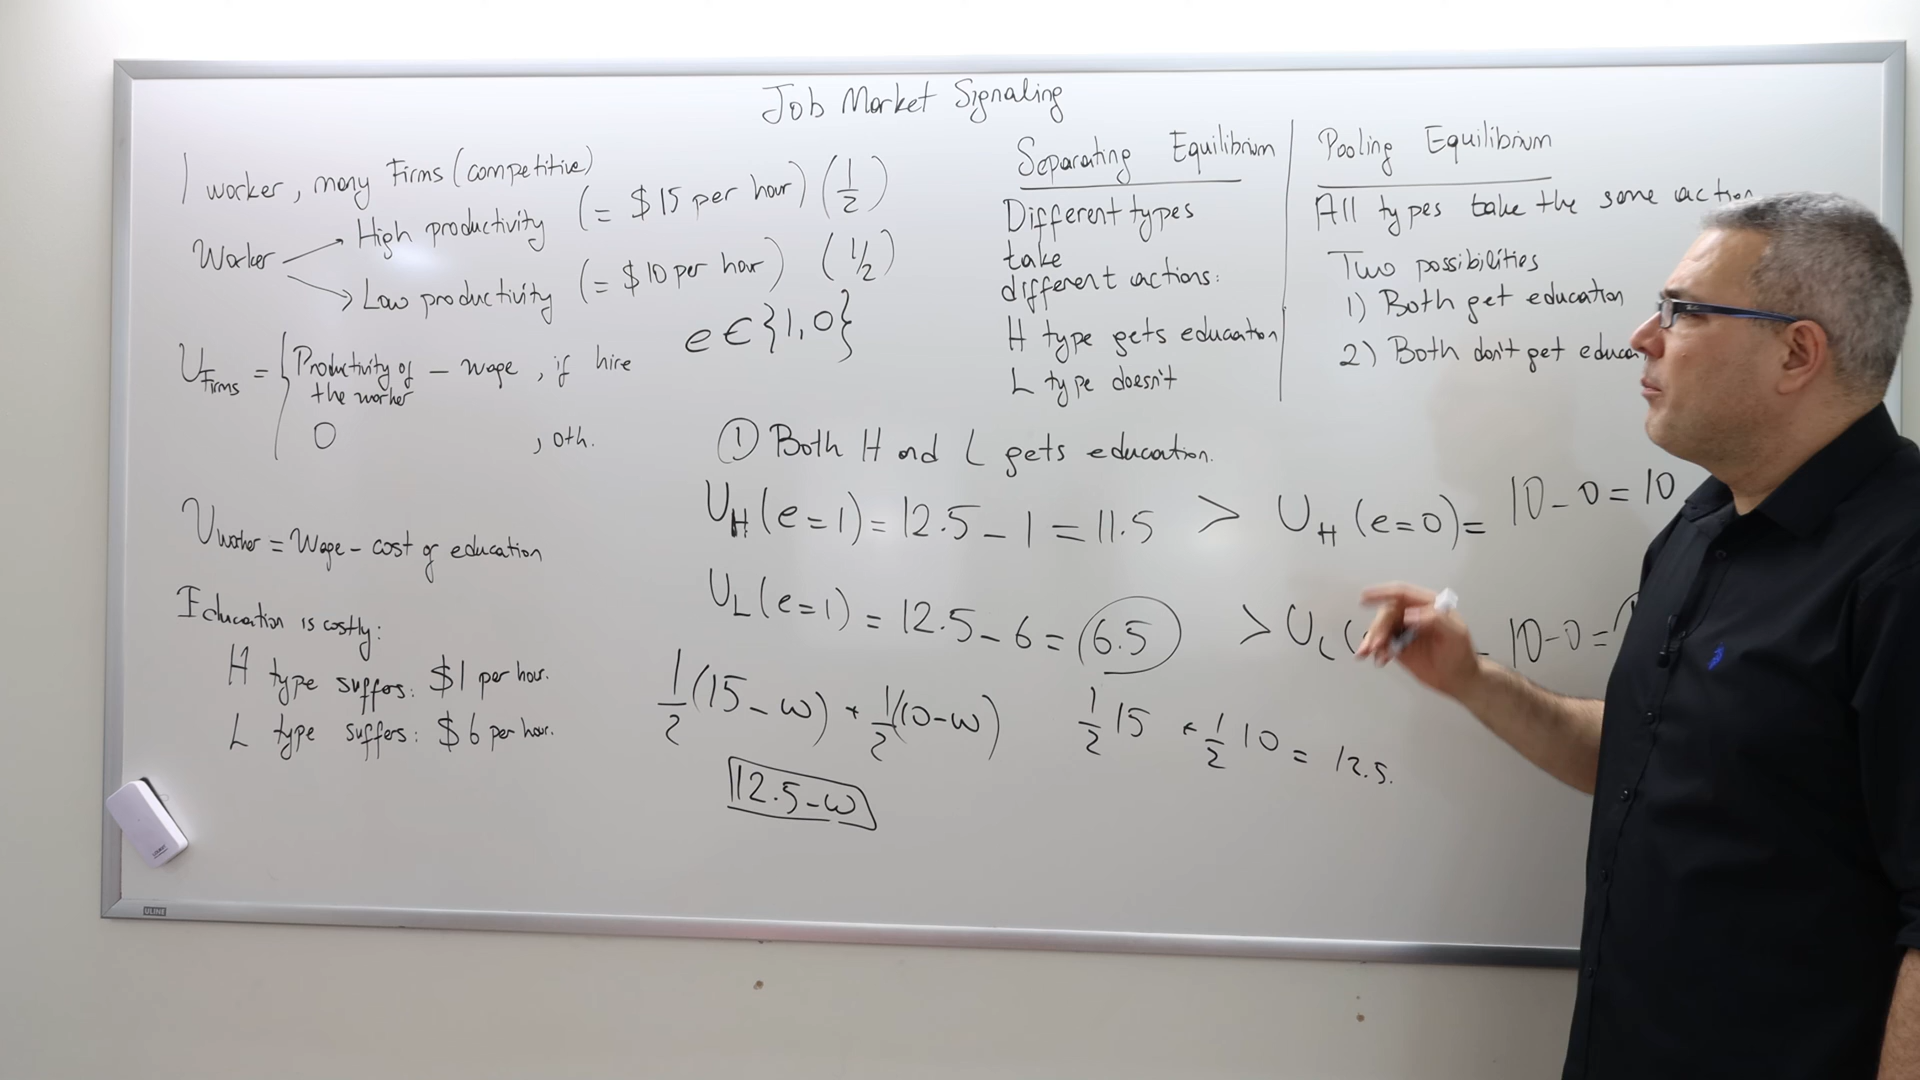 Job Market Signaling
1 worker, many Firms (competitive)
Worker
High productivity (= $15 per hour) (1/2)
Low productivity (= $10 per hour) (1/2)
e ∈ {1,0}
U Firms = { Productivity of the worker - wage, if hire
0 , oth.
U worker = Wage - cost of education
Education is costly:
H type suffers: $1 per hour.
L type suffers: $6 per hour.
Separating Equilibrium
Different types
take
different actions:
H type gets education
L type doesn't
Pooling Equilibrium
All types take the same action
Two possibilities
1) Both get education
2) Both don't get educa
① Both H and L gets education.
U_H (e=1) = 12.5 - 1 = 11.5 > U_H (e=0) = 10 - 0 = 10
U_L (e=1) = 12.5 - 6 = 6.5 > U_L ( 10 - 0 =
1/2 (15 - w) + 1/2 (10 - w)
12.5 - w
1/2 15 + 1/2 10 = 12.5.
ULINE